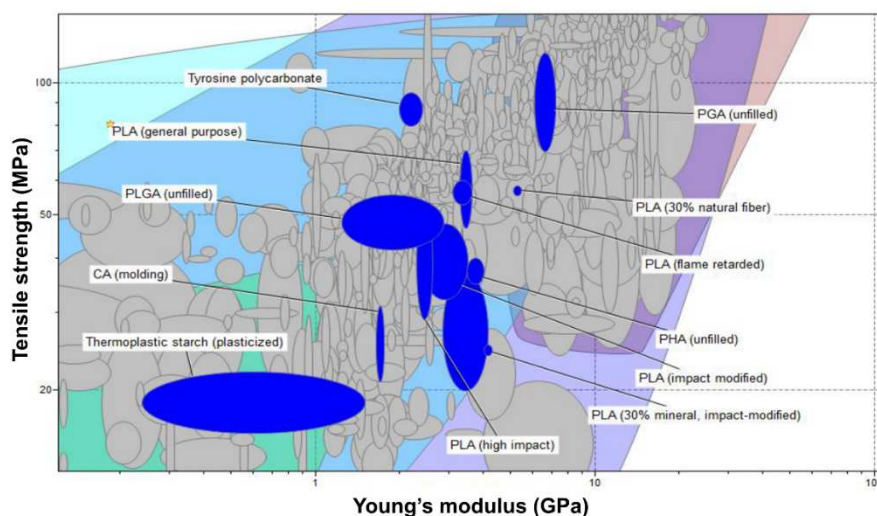 Tensile strength (MPa)
100
50
20
Tyrosine polycarbonate
PLA (general purpose)
PLGA (unfilled)
CA (molding)
Thermoplastic starch (plasticized)
PGA (unfilled)
PLA (30% natural fiber)
PLA (flame retarded)
PHA (unfilled)
PLA (impact modified)
PLA (30% mineral, impact-modified)
PLA (high impact)
1
10
Young's modulus (GPa)